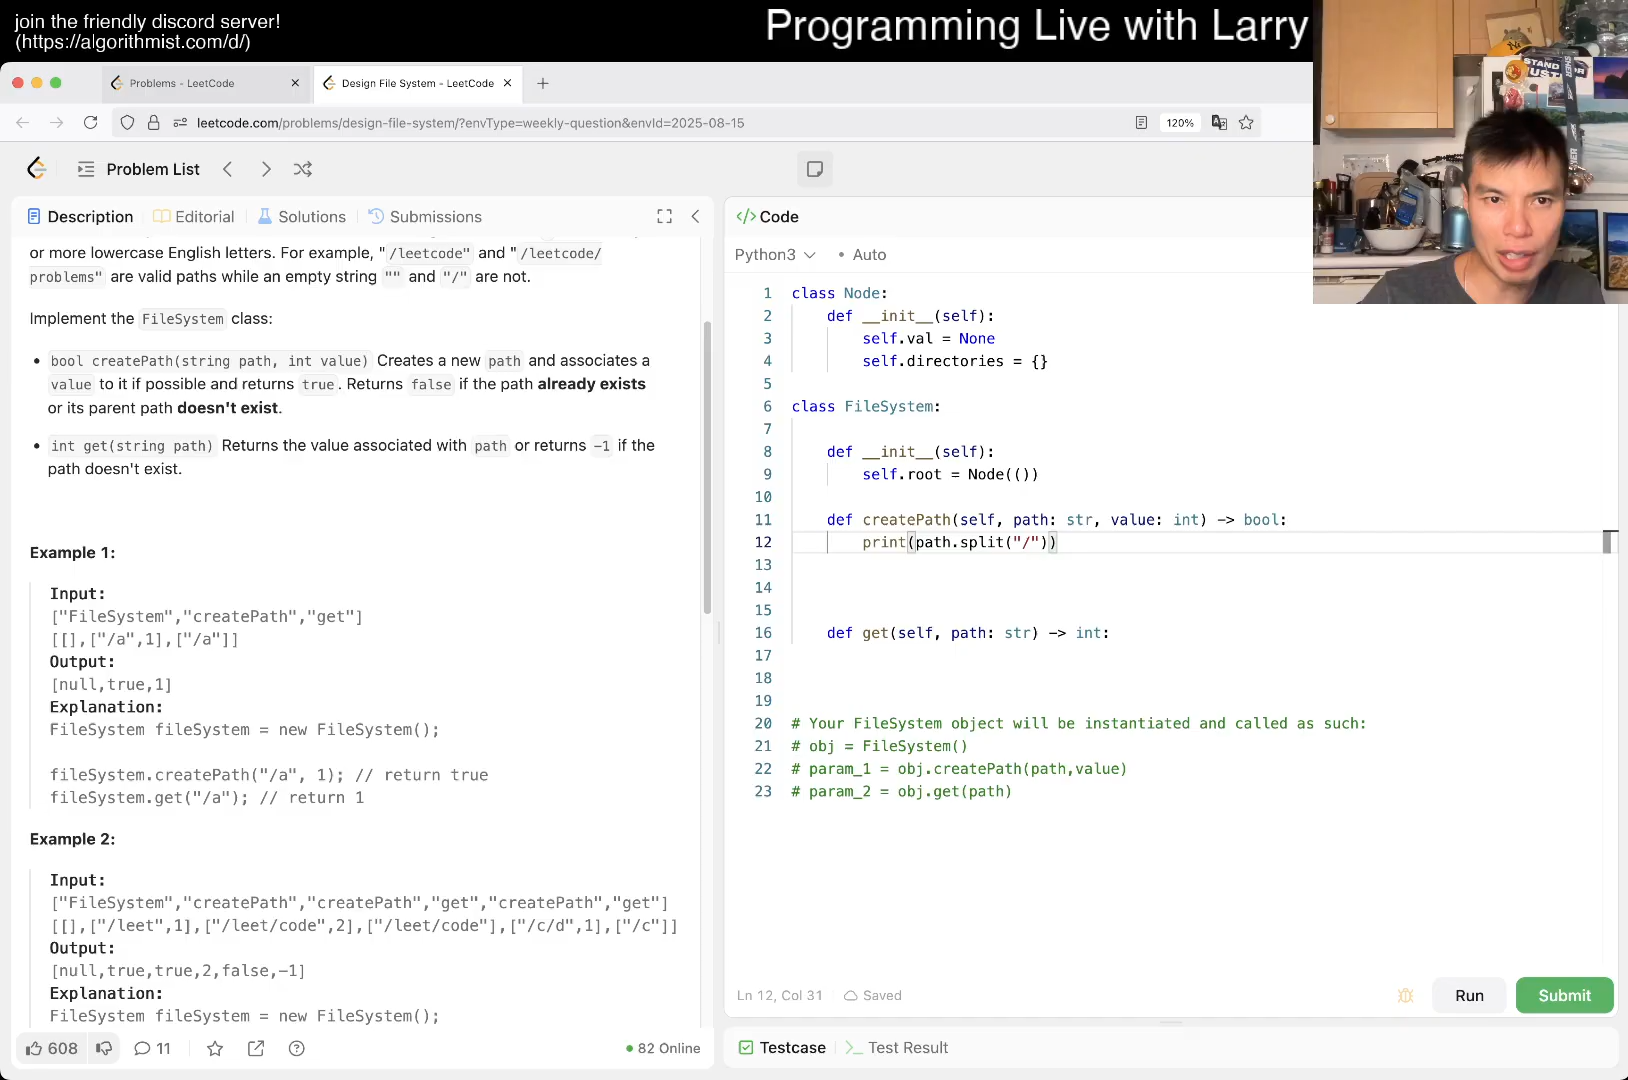 join the friendly discord server!
(https://algorithmist.com/d/)
Programming Live with Larry
Problems - LeetCode
Design File System - LeetCode
leetcode.com/problems/design-file-system/?envType=weekly-question&envId=2025-08-15
120%
Problem List
Description
Editorial
Solutions
Submissions
or more lowercase English letters. For example, "/leetcode" and "/leetcode/
problems" are valid paths while an empty string "" and "/" are not.
Implement the FileSystem class:
• bool createPath(string path, int value) Creates a new path and associates a
value to it if possible and returns true. Returns false if the path already exists
or its parent path doesn't exist.
• int get(string path) Returns the value associated with path or returns -1 if the
path doesn't exist.
Example 1:
Input:
["FileSystem","createPath","get"]
[[],["/a",1],["/a"]]
Output:
[null,true,1]
Explanation:
FileSystem fileSystem = new FileSystem();
fileSystem.createPath("/a", 1); // return true
fileSystem.get("/a"); // return 1
Example 2:
Input:
["FileSystem","createPath","createPath","get","createPath","get"]
[[],["/leet",1],["/leet/code",2],["/leet/code"],["/c/d",1],["/c"]]
Output:
[null,true,true,2,false,-1]
Explanation:
FileSystem fileSystem = new FileSystem();
608
11
82 Online
</> Code
Python3
• Auto
1 class Node:
2 def __init__(self):
3 self.val = None
4 self.directories = {}
5
6 class FileSystem:
7
8 def __init__(self):
9 self.root = Node(())
10
11 def createPath(self, path: str, value: int) -> bool:
12 print(path.split("/"))
13
14
15
16 def get(self, path: str) -> int:
17
18
19
20 # Your FileSystem object will be instantiated and called as such:
21 # obj = FileSystem()
22 # param_1 = obj.createPath(path,value)
23 # param_2 = obj.get(path)
Ln 12, Col 31
Saved
Run
Submit
Testcase
Test Result